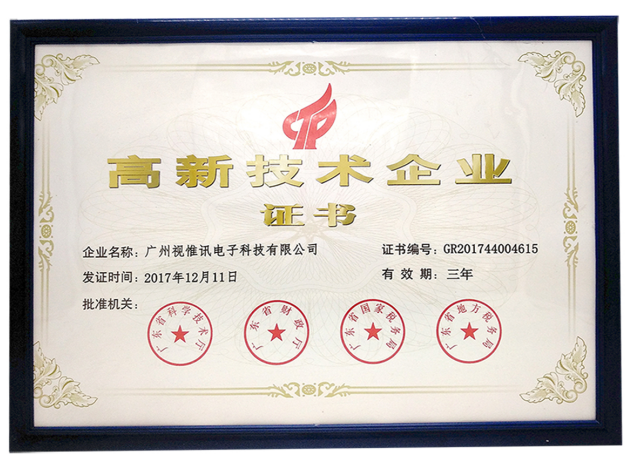 高新技术企业
证书
企业名称：广州视惟讯电子科技有限公司
证书编号：GR201744004615
发证时间：2017年12月11日
有效期：三年
批准机关：
广东省科学技术厅
广东省财政厅
广东省国家税务局
广东省地方税务局